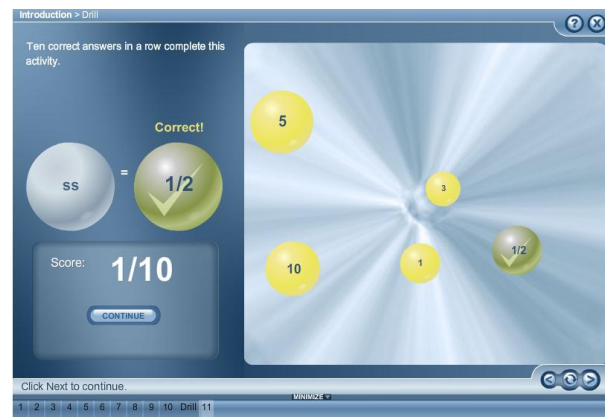 Introduction > Drill
Ten correct answers in a row complete this
activity.
Correct!
ss
=
1/2
Score:
1/10
CONTINUE
5
3
10
1
1/2
Click Next to continue.
MINIMIZE
1 2 3 4 5 6 7 8 9 10 Drill 11